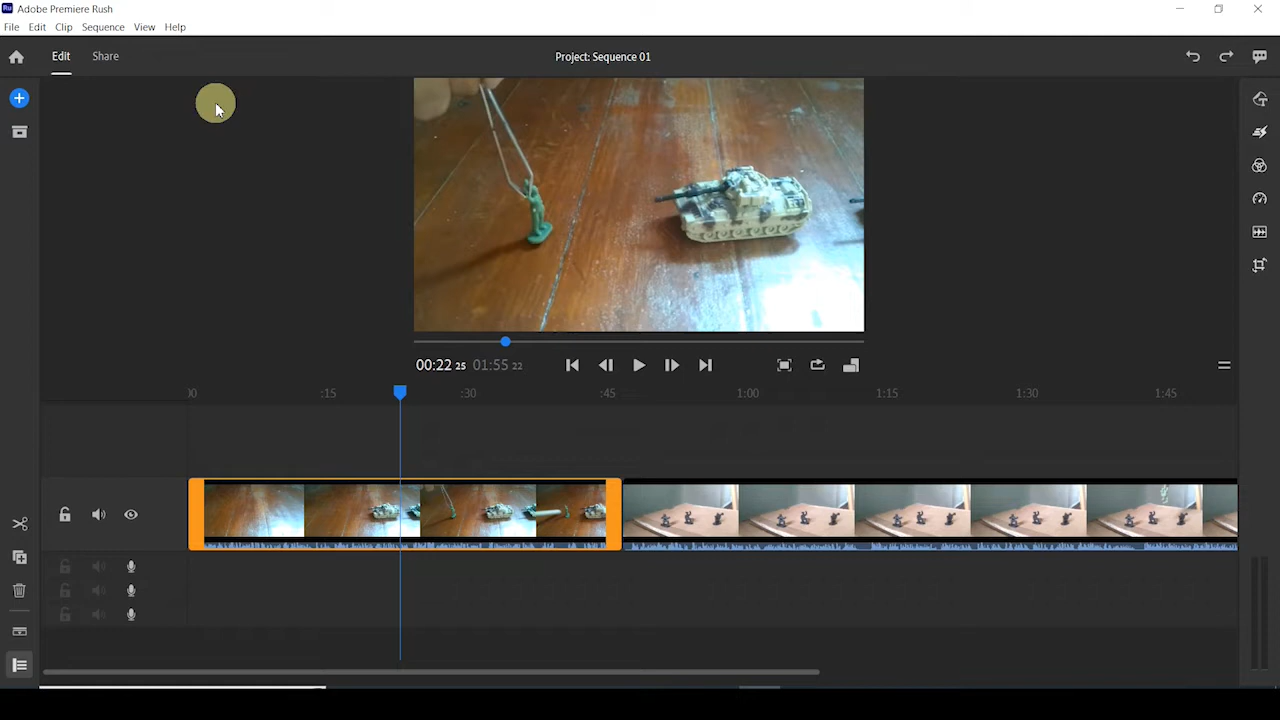 Ru Adobe Premiere Rush
File Edit Clip Sequence View Help
Edit Share Project: Sequence 01
00:22 25 01:55 22
:00 :15 :30 :45 1:00 1:15 1:30 1:45